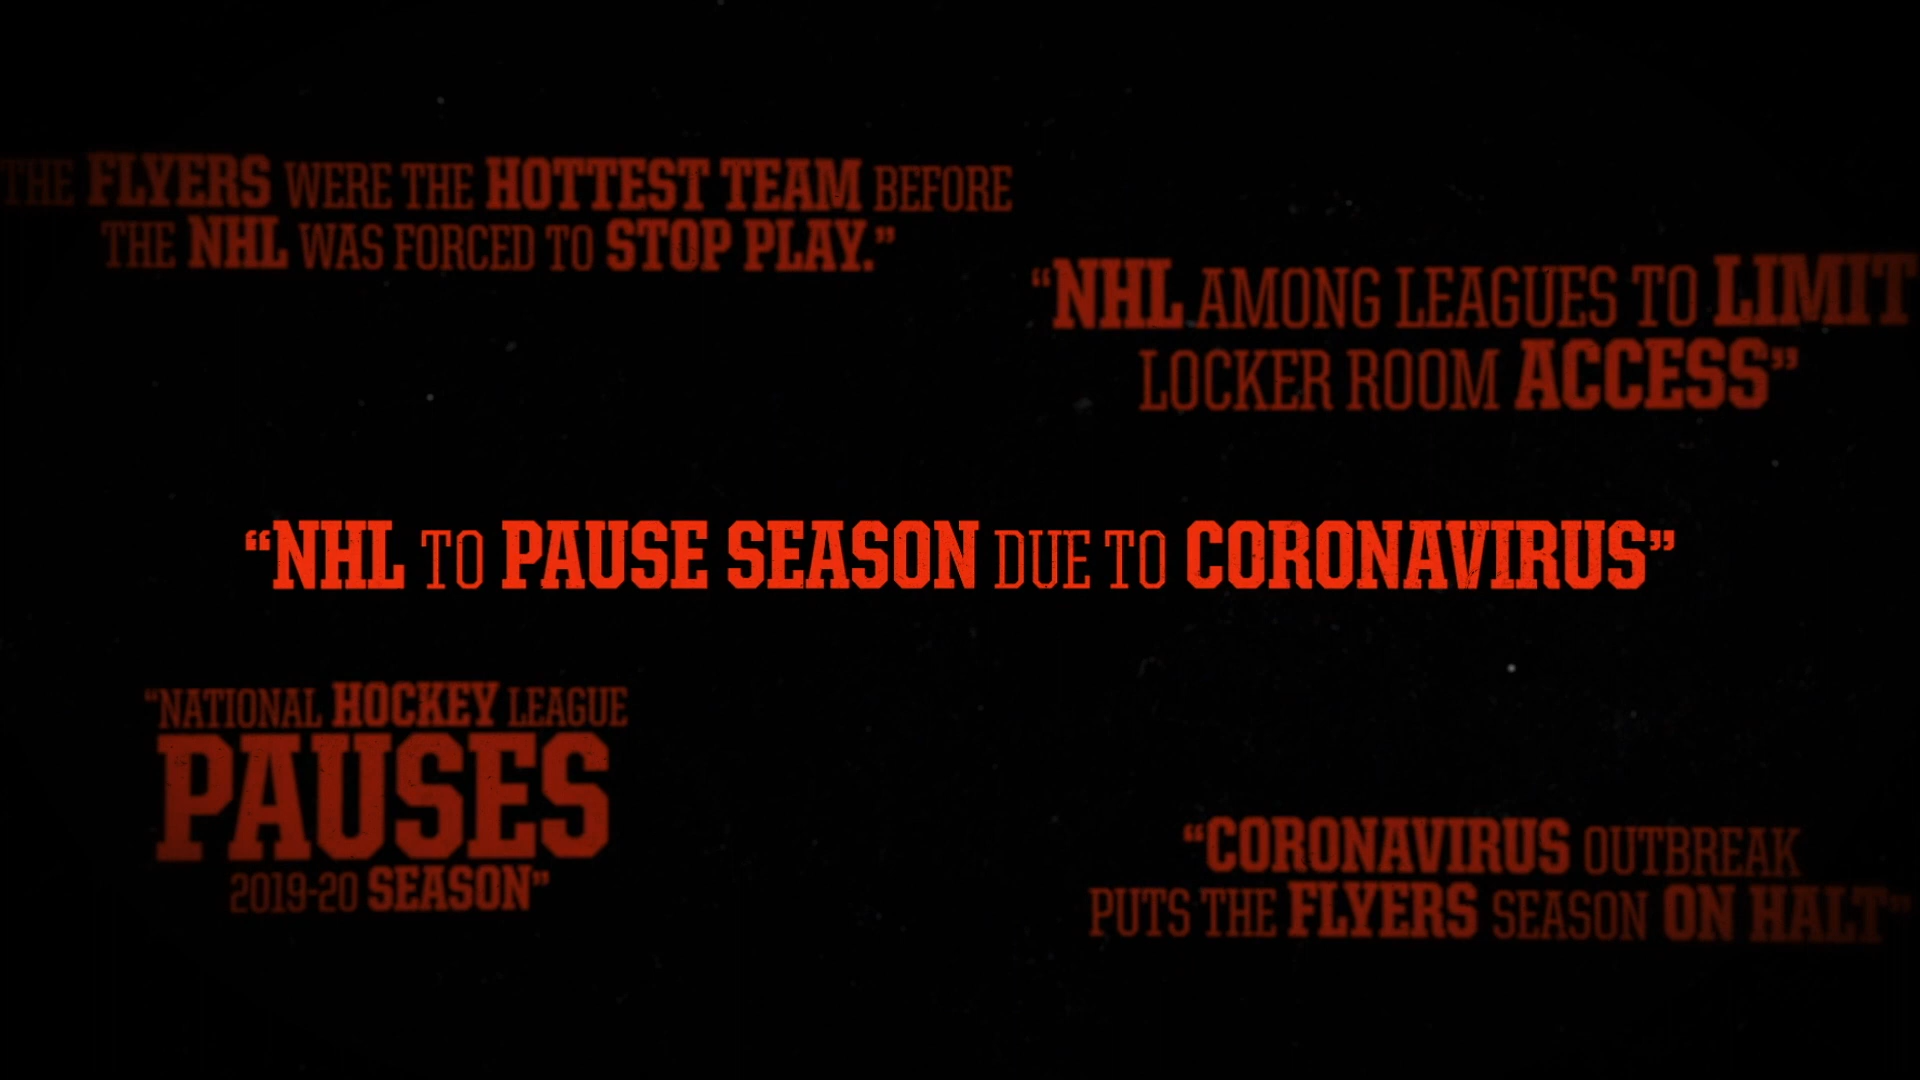 THE FLYERS WERE THE HOTTEST TEAM BEFORE
THE NHL WAS FORCED TO STOP PLAY.”
“NHL AMONG LEAGUES TO LIMIT
LOCKER ROOM ACCESS”
“NHL TO PAUSE SEASON DUE TO CORONAVIRUS”
“NATIONAL HOCKEY LEAGUE
PAUSES
2019-20 SEASON”
“CORONAVIRUS OUTBREAK
PUTS THE FLYERS SEASON ON HALT”